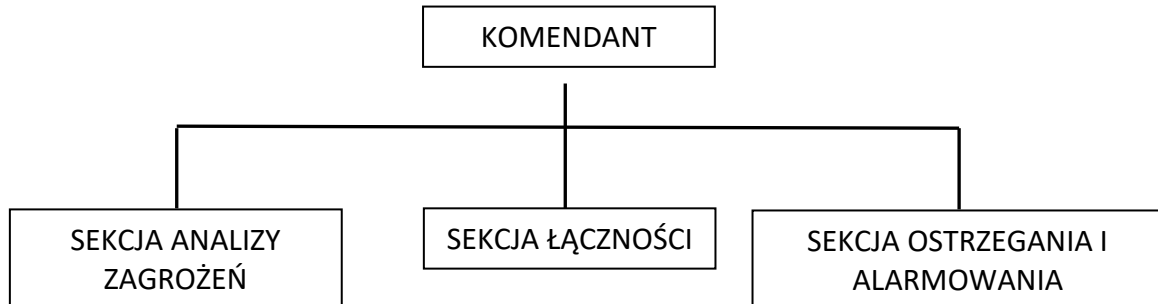 KOMENDANT
SEKCJA ANALIZY
ZAGROŻEŃ
SEKCJA ŁĄCZNOŚCI
SEKCJA OSTRZEGANIA I
ALARMOWANIA